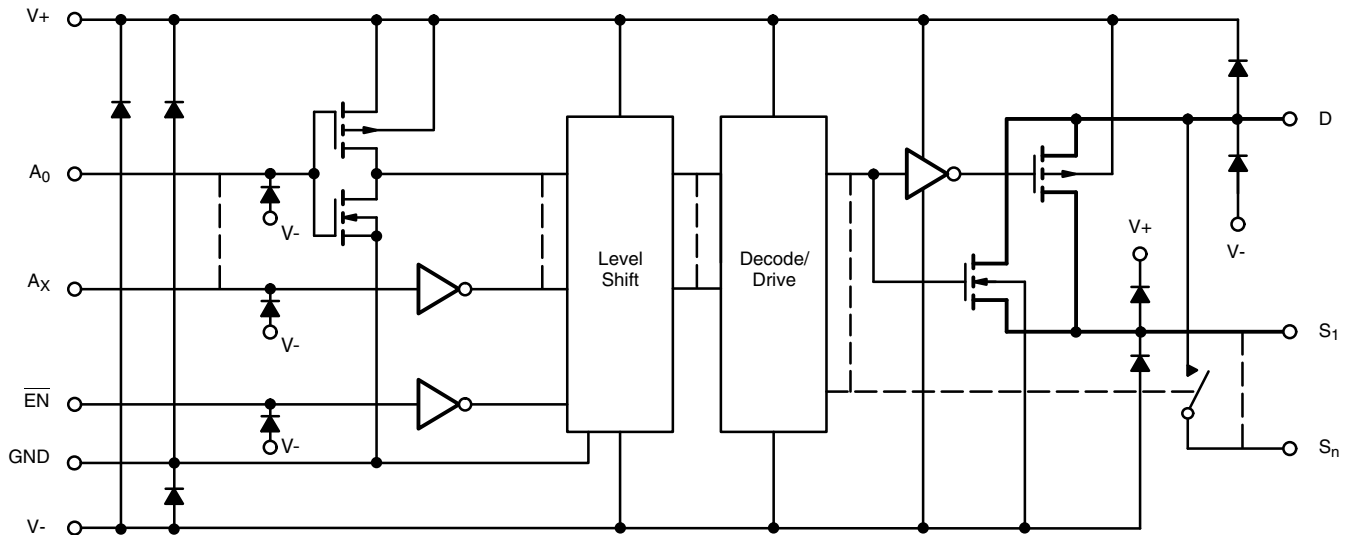 V+
D
A0
V-
V+
V-
Level
Shift
Decode/
Drive
AX
V-
S1
EN
V-
GND
Sn
V-